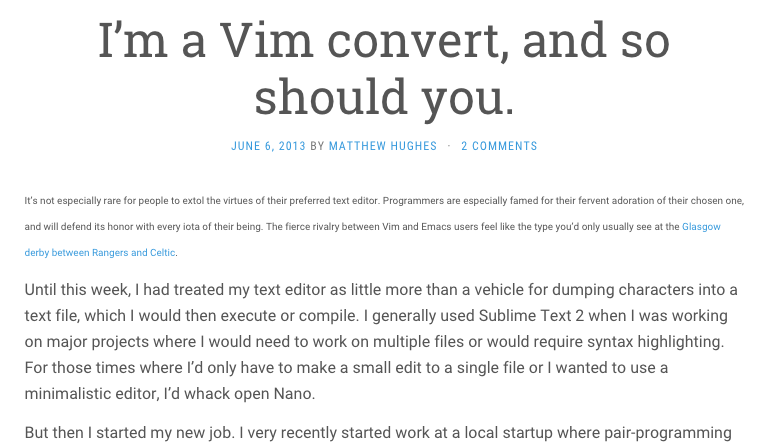 I’m a Vim convert, and so
should you.
JUNE 6, 2013 BY MATTHEW HUGHES · 2 COMMENTS
It’s not especially rare for people to extol the virtues of their preferred text editor. Programmers are especially famed for their fervent adoration of their chosen one,
and will defend its honor with every iota of their being. The fierce rivalry between Vim and Emacs users feel like the type you’d only usually see at the Glasgow
derby between Rangers and Celtic.
Until this week, I had treated my text editor as little more than a vehicle for dumping characters into a
text file, which I would then execute or compile. I generally used Sublime Text 2 when I was working
on major projects where I would need to work on multiple files or would require syntax highlighting.
For those times where I’d only have to make a small edit to a single file or I wanted to use a
minimalistic editor, I’d whack open Nano.
But then I started my new job. I very recently started work at a local startup where pair-programming